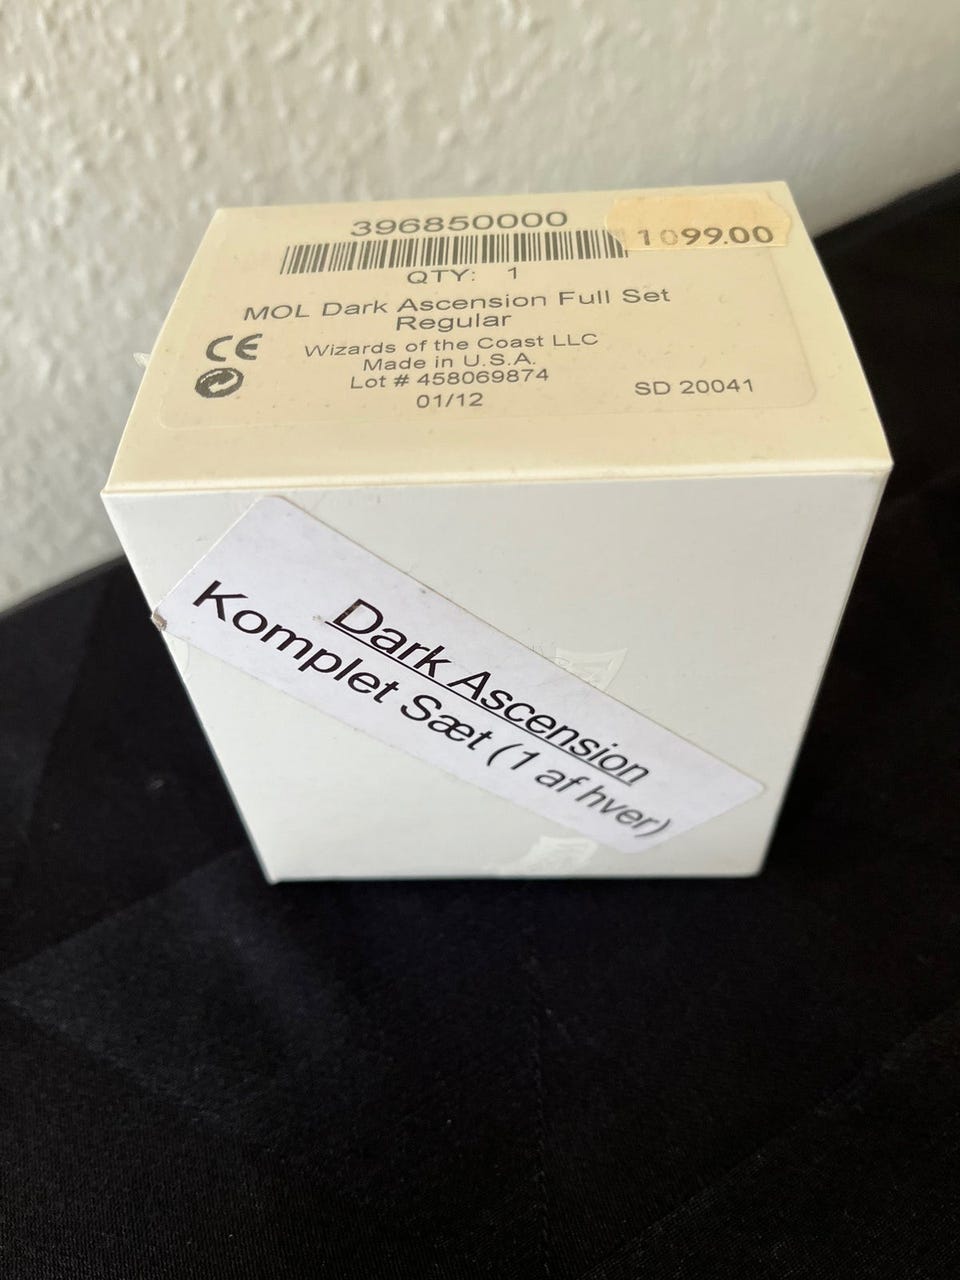 396850000
1099.00
QTY: 1
MOL Dark Ascension Full Set
Regular
CE
Wizards of the Coast LLC
Made in U.S.A.
Lot # 458069874
01/12
SD 20041
Dark Ascension
Komplet Sæt (1 af hver)